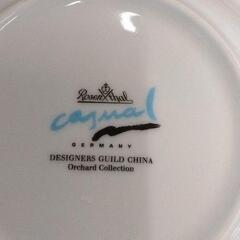 Rosenthal
casual
GERMANY
DESIGNERS GUILD CHINA
Orchard Collection